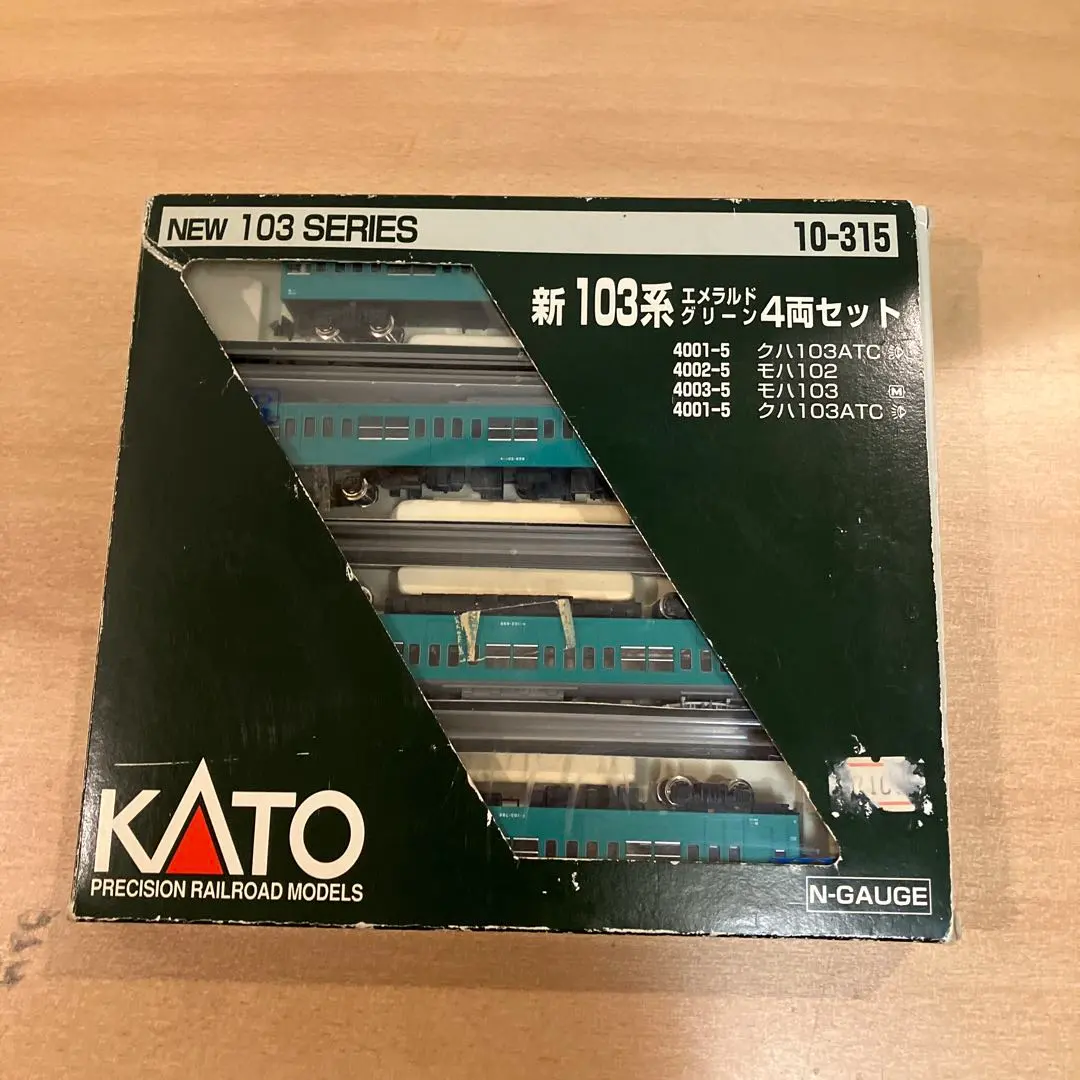 NEW 103 SERIES
10-315
新103系 エメラルドグリーン 4両セット
4001-5 クハ103ATC
4002-5 モハ102
4003-5 モハ103 M
4001-5 クハ103ATC
KATO
PRECISION RAILROAD MODELS
N-GAUGE